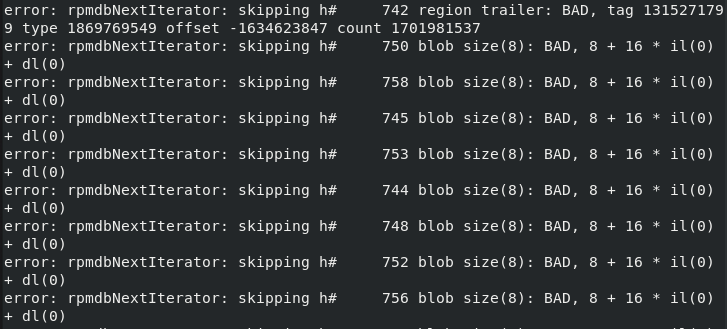 error: rpmdbNextIterator: skipping h#     742 region trailer: BAD, tag 131527179
9 type 1869769549 offset -1634623847 count 1701981537
error: rpmdbNextIterator: skipping h#     750 blob size(8): BAD, 8 + 16 * il(0)
+ dl(0)
error: rpmdbNextIterator: skipping h#     758 blob size(8): BAD, 8 + 16 * il(0)
+ dl(0)
error: rpmdbNextIterator: skipping h#     745 blob size(8): BAD, 8 + 16 * il(0)
+ dl(0)
error: rpmdbNextIterator: skipping h#     753 blob size(8): BAD, 8 + 16 * il(0)
+ dl(0)
error: rpmdbNextIterator: skipping h#     744 blob size(8): BAD, 8 + 16 * il(0)
+ dl(0)
error: rpmdbNextIterator: skipping h#     748 blob size(8): BAD, 8 + 16 * il(0)
+ dl(0)
error: rpmdbNextIterator: skipping h#     752 blob size(8): BAD, 8 + 16 * il(0)
+ dl(0)
error: rpmdbNextIterator: skipping h#     756 blob size(8): BAD, 8 + 16 * il(0)
+ dl(0)